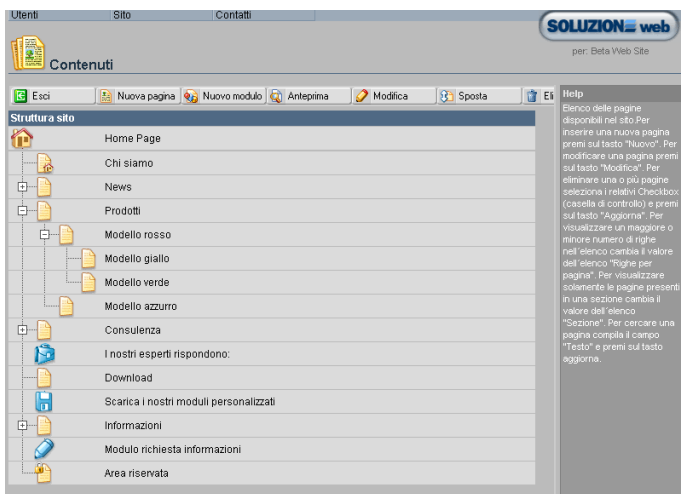 Utenti Sito Contatti
SOLUZION web
per: Beta Web Site
Contenuti
Esci Nuova pagina Nuovo modulo Anteprima Modifica Sposta Eli
Struttura sito
Home Page
Chi siamo
News
Prodotti
Modello rosso
Modello giallo
Modello verde
Modello azzurro
Consulenza
I nostri esperti rispondono:
Download
Scarica i nostri moduli personalizzati
Informazioni
Modulo richiesta informazioni
Area riservata
Help
Elenco delle pagine
disponibili nel sito.Per
inserire una nuova pagina
premi sul tasto "Nuovo". Per
modificare una pagina premi
sul tasto "Modifica". Per
eliminare una o più pagine
seleziona i relativi Checkbox
(casella di controllo) e premi
sul tasto "Aggiorna". Per
visualizzare un maggiore o
minore numero di righe
nell'elenco cambia il valore
dell'elenco "Righe per
pagina". Per visualizzare
solamente le pagine presenti
in una sezione cambia il
valore dell'elenco
"Sezione". Per cercare una
pagina compila il campo
"Testo" e premi sul tasto
aggiorna.